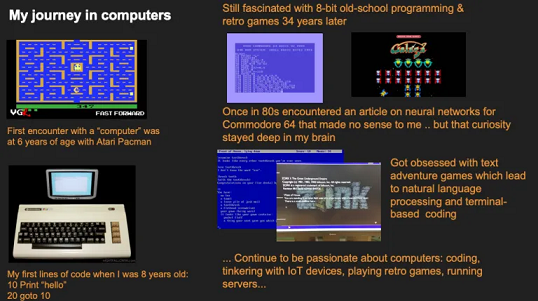 My journey in computers
VG
FAST FORWARD
First encounter with a “computer” was
at 6 years of age with Atari Pacman
My first lines of code when I was 8 years old:
10 Print “hello”
20 goto 10
Still fascinated with 8-bit old-school programming &
retro games 34 years later
Once in 80s encountered an article on neural networks for
Commodore 64 that made no sense to me .. but that curiosity
stayed deep in my brain
Got obsessed with text
adventure games which lead
to natural language
processing and terminal-
based coding
... Continue to be passionate about computers: coding,
tinkering with IoT devices, playing retro games, running
servers...